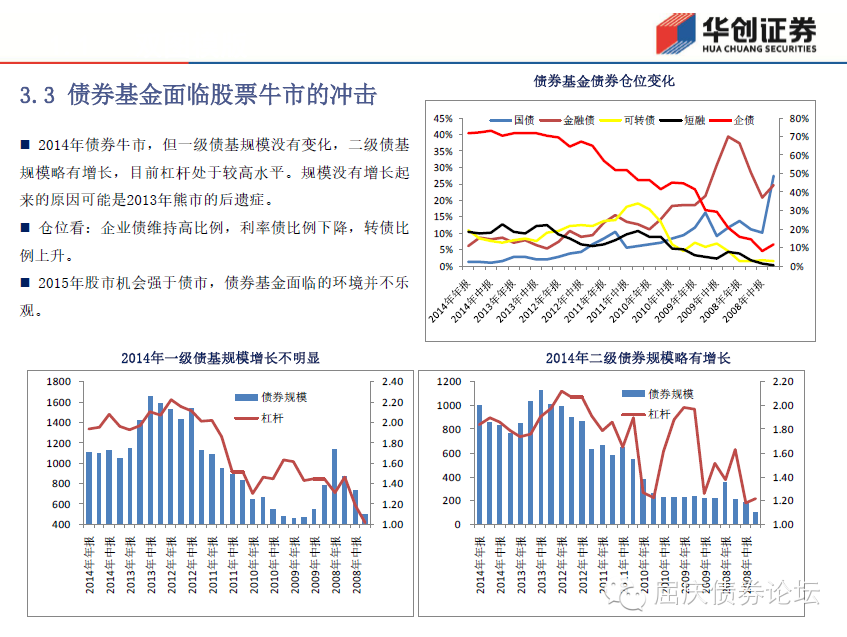 华创证券
HUA CHUANG SECURITIES
3.3 债券基金面临股票牛市的冲击
■ 2014年债券牛市，但一级债基规模没有变化，二级债基
规模略有增长，目前杠杆处于较高水平。规模没有增长起
来的原因可能是2013年熊市的后遗症。
■ 仓位看：企业债维持高比例，利率债比例下降，转债比
例上升。
■ 2015年股市机会强于债市，债券基金面临的环境并不乐
观。
债券基金债券仓位变化
国债 金融债 可转债 短融 企债
45% 80%
40% 70%
35% 60%
30% 50%
25% 40%
20% 30%
15% 20%
10% 10%
5% 0%
0%
2014年年报 2014年中报 2013年年报 2013年中报 2012年年报 2012年中报 2011年年报 2011年中报 2010年年报 2010年中报 2009年年报 2009年中报 2008年年报 2008年中报
2014年一级债基规模增长不明显
债券规模
杠杆
1800 2.40
1600 2.20
1400 2.00
1200 1.80
1000 1.60
800 1.40
600 1.20
400 1.00
2014年年报 2014年中报 2013年年报 2013年中报 2012年年报 2012年中报 2011年年报 2011年中报 2010年年报 2010年中报 2009年年报 2009年中报 2008年年报 2008年中报
2014年二级债券规模略有增长
债券规模
杠杆
1200 2.20
1000 2.00
800 1.80
600 1.60
400 1.40
200 1.20
0 1.00
2014年年报 2014年中报 2013年年报 2013年中报 2012年年报 2012年中报 2011年年报 2011年中报 2010年年报 2010年中报 2009年年报 2009年中报 2008年年报 2008年中报
屈庆债券论坛